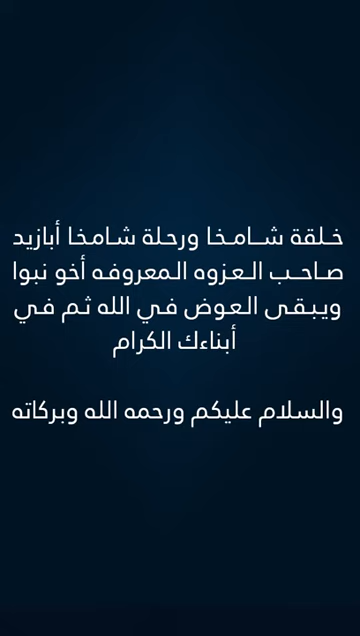 خلقة شامخا ورحلة شامخا أبازيد
صاحب العزوه المعروفه أخو نبوا
ويبقى العوض في الله ثم في
أبناءك الكرام
والسلام عليكم ورحمه الله وبركاته